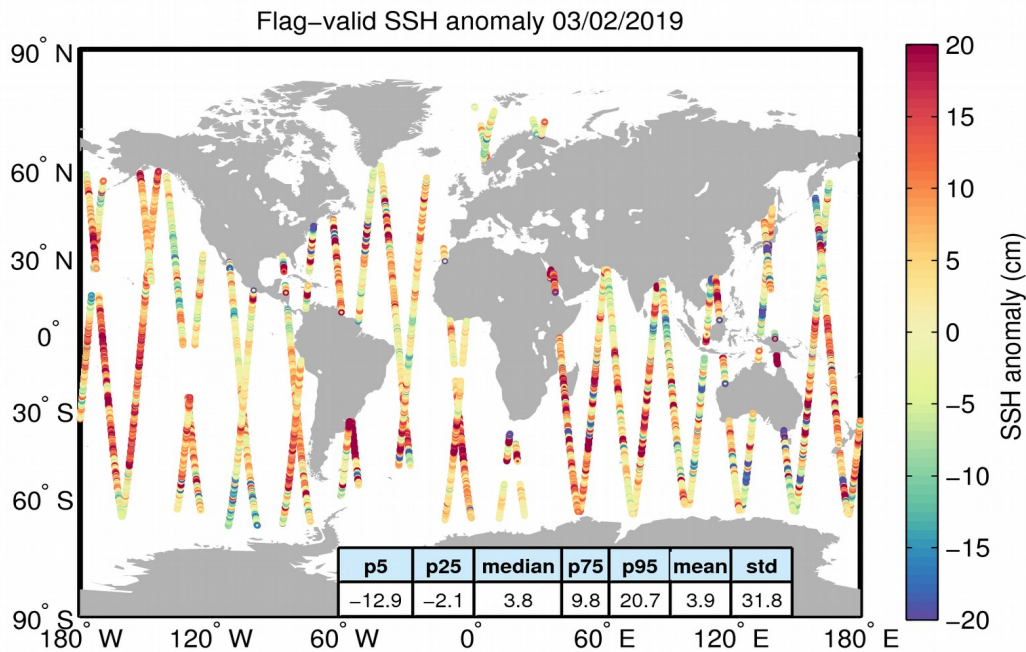 Flag−valid SSH anomaly 03/02/2019
90° N
60° N
30° N
0°
30° S
60° S
90° S
180° W
120° W
60° W
0°
60° E
120° E
180° E
p5 p25 median p75 p95 mean std
−12.9 −2.1 3.8 9.8 20.7 3.9 31.8
20
15
10
5
0
−5
−10
−15
−20
SSH anomaly (cm)